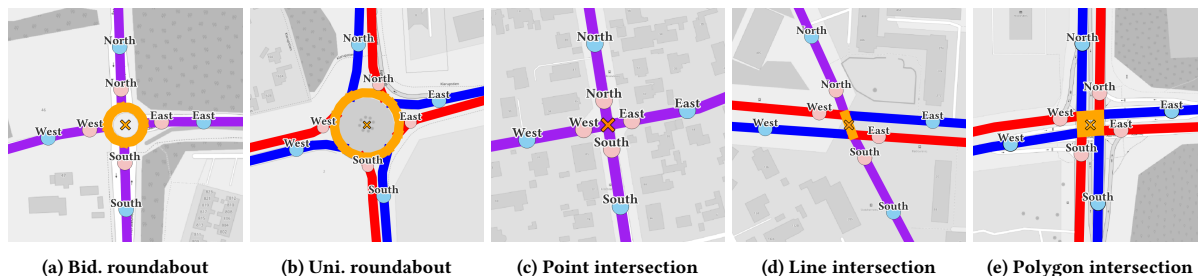 North
North
West
West
East
East
South
South
North
North
West
East
East
West
South
South
North
North
West
West
East
East
South
South
North
North
West
West
East
East
South
South
North
North
West
West
East
East
South
South
(a) Bid. roundabout
(b) Uni. roundabout
(c) Point intersection
(d) Line intersection
(e) Polygon intersection